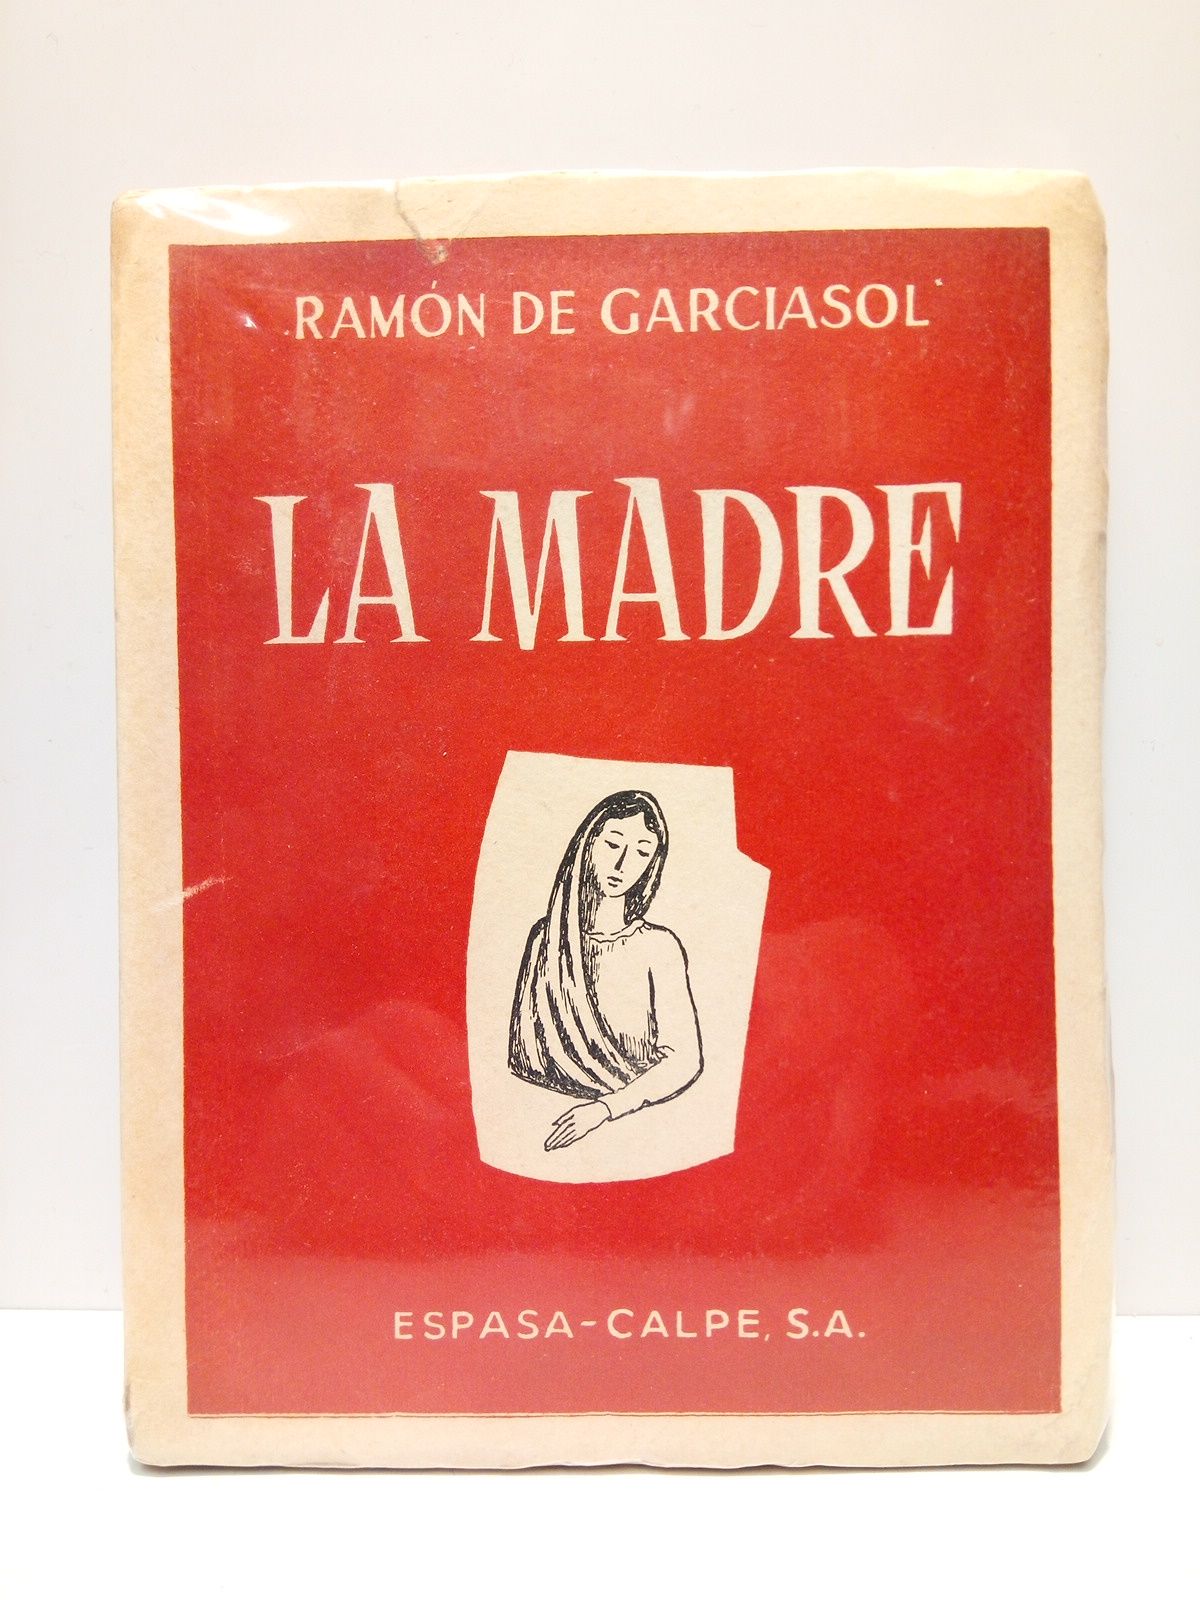 RAMÓN DE GARCIASOL
LA MADRE
ESPASA-CALPE, S.A.